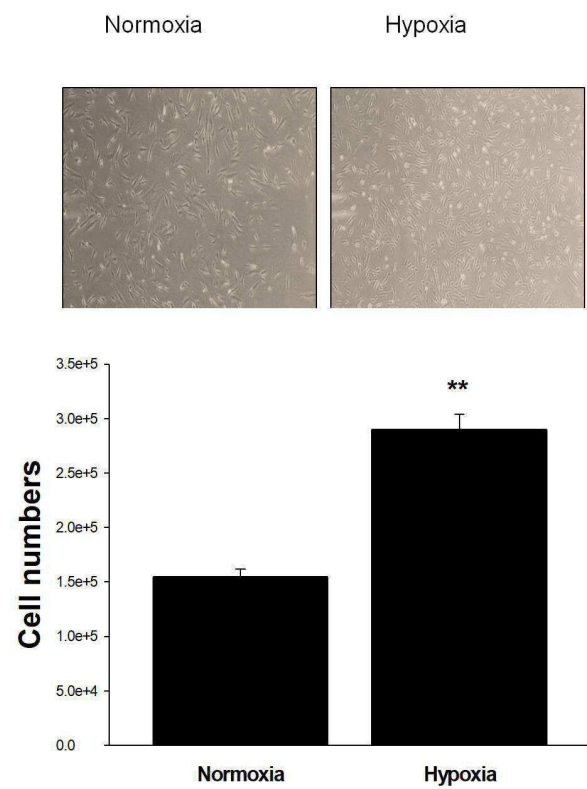 Normoxia Hypoxia
3.5e+5
**
3.0e+5
2.5e+5
2.0e+5
1.5e+5
1.0e+5
5.0e+4
0.0
Cell numbers
Normoxia Hypoxia